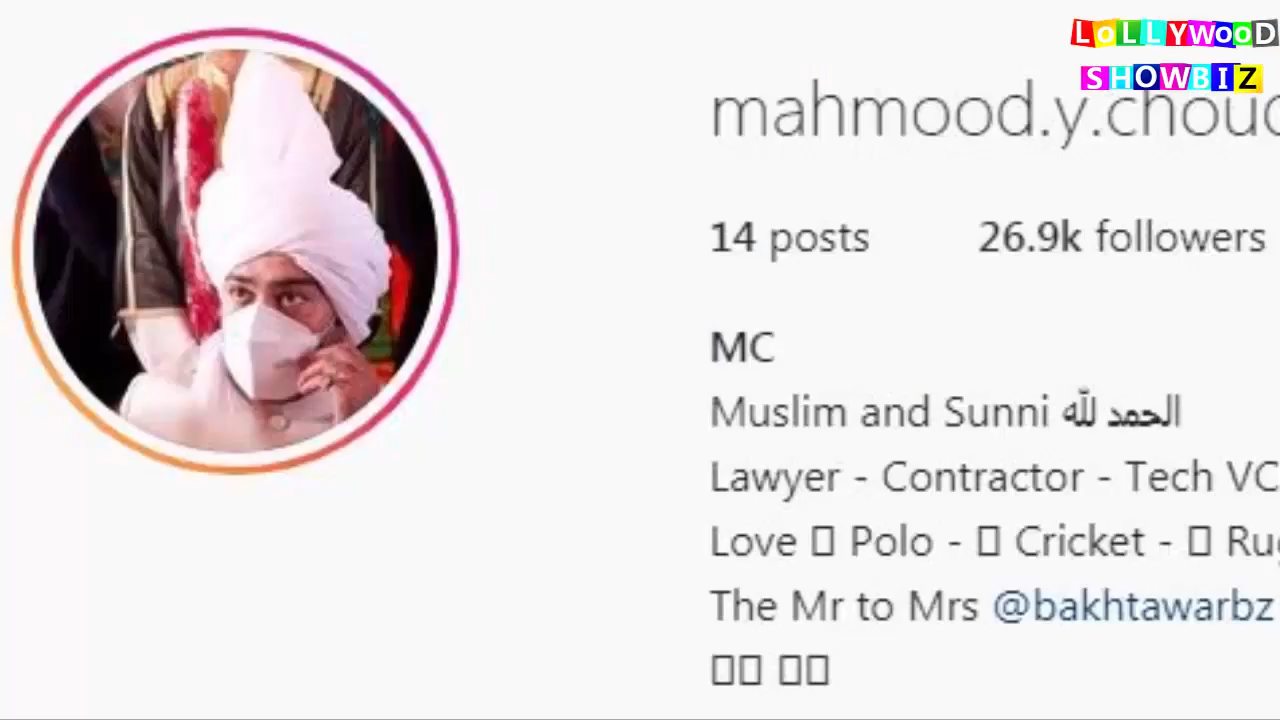 LOLLYWOOD
SHOWBIZ
mahmood.y.chou
14 posts 26.9k followers
MC
Muslim and Sunni الحمد لله
Lawyer - Contractor - Tech VC
Love Polo - Cricket - Ru
The Mr to Mrs @bakhtawarbz